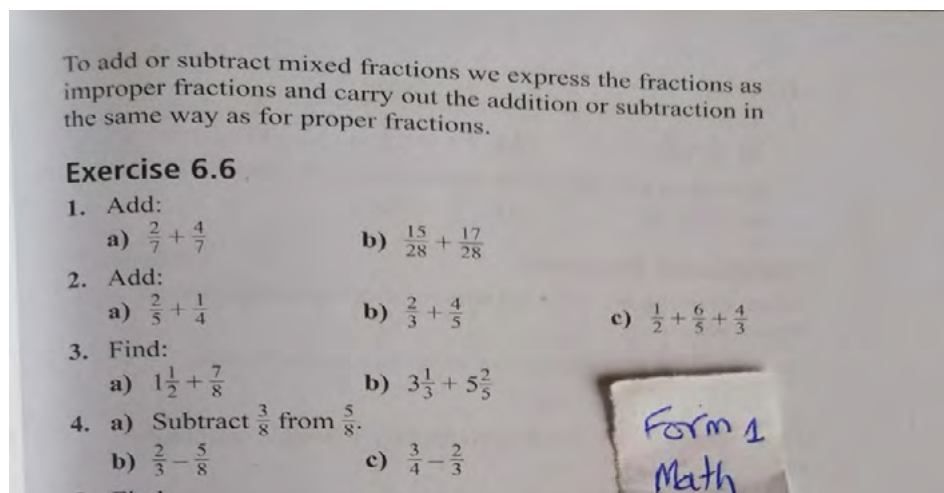 To add or subtract mixed fractions we express the fractions as
improper fractions and carry out the addition or subtraction in
the same way as for proper fractions.
Exercise 6.6
1. Add:
a) 2/7 + 4/7 b) 15/28 + 17/28
2. Add:
a) 2/5 + 1/4 b) 2/3 + 4/5 c) 1/2 + 6/5 + 4/3
3. Find:
a) 1 1/2 + 7/8 b) 3 1/3 + 5 2/5
4. a) Subtract 3/8 from 5/8.
b) 2/3 − 5/8 c) 3/4 − 2/3
Form 1
Math